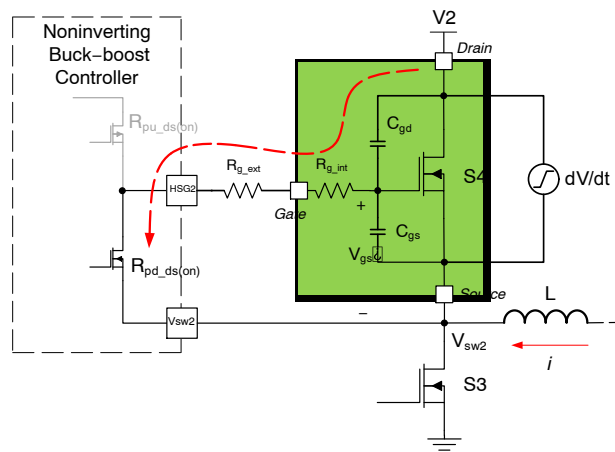 Noninverting
Buck-boost
Controller
V2
Drain
R_pu_ds(on)
C_gd
R_g_ext
R_g_int
S4
dV/dt
HSG2
Gate
+
C_gs
V_gs
R_pd_ds(on)
Source
Vsw2
−
L
V_sw2
i
S3